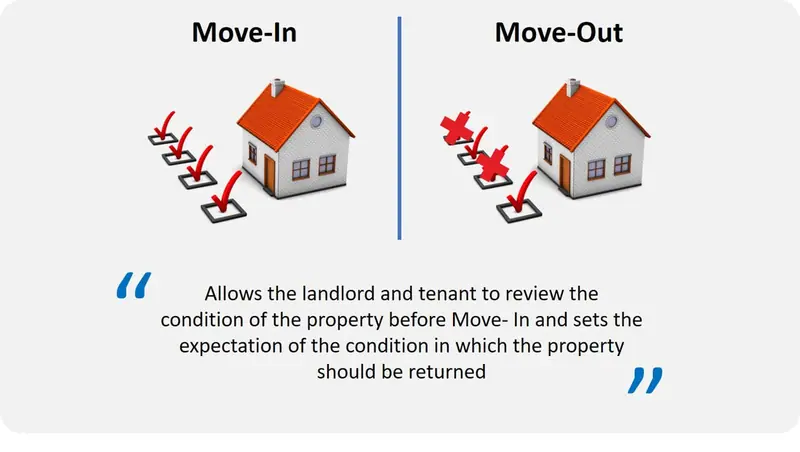 Move-In
Move-Out
“
Allows the landlord and tenant to review the
condition of the property before Move- In and sets the
expectation of the condition in which the property
should be returned
”